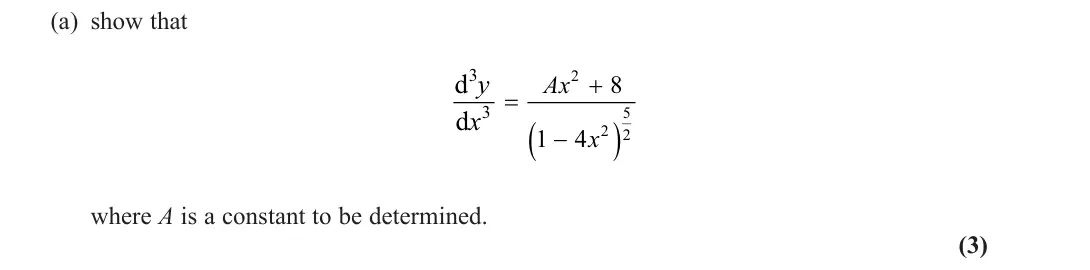 (a) show that
d³y/dx³ = (Ax² + 8)/(1 − 4x²)^(5/2)
where A is a constant to be determined.
(3)